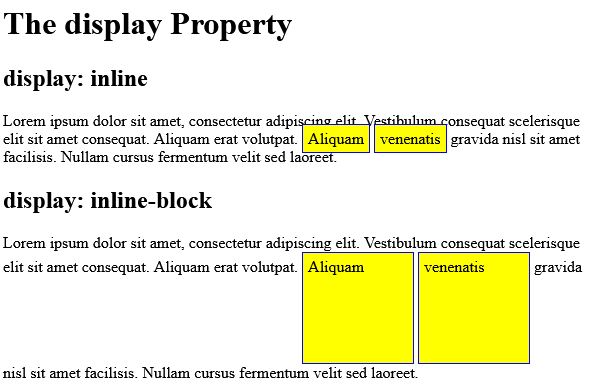 The display Property
display: inline
Lorem ipsum dolor sit amet, consectetur adipiscing elit. Vestibulum consequat scelerisque
elit sit amet consequat. Aliquam erat volutpat. Aliquam venenatis gravida nisl sit amet
facilisis. Nullam cursus fermentum velit sed laoreet.
display: inline-block
Lorem ipsum dolor sit amet, consectetur adipiscing elit. Vestibulum consequat scelerisque
elit sit amet consequat. Aliquam erat volutpat. Aliquam venenatis gravida
nisl sit amet facilisis. Nullam cursus fermentum velit sed laoreet.